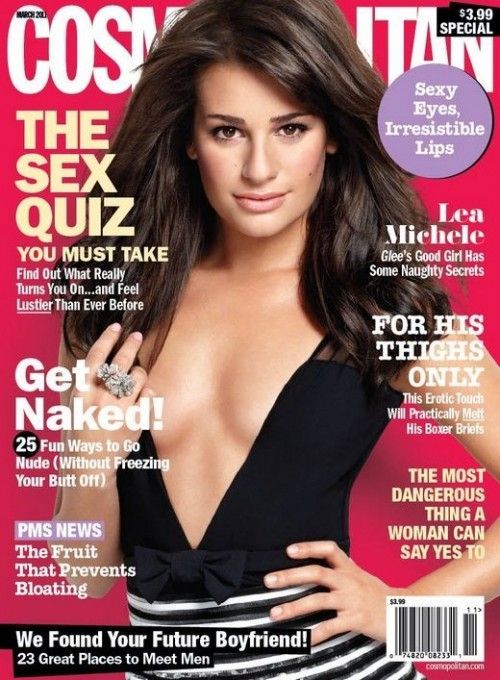 MARCH 2011
COSMOPOLITAN
$3.99
SPECIAL
Sexy
Eyes,
Irresistible
Lips
THE
SEX
QUIZ
YOU MUST TAKE
Find Out What Really
Turns You On...and Feel
Lustier Than Ever Before
Lea
Michele
Glee's Good Girl Has
Some Naughty Secrets
FOR HIS
THIGHS
ONLY
This Erotic Touch
Will Practically Melt
His Boxer Briefs
Get
Naked!
25 Fun Ways to Go
Nude (Without Freezing
Your Butt Off)
THE MOST
DANGEROUS
THING A
WOMAN CAN
SAY YES TO
PMS NEWS
The Fruit
That Prevents
Bloating
We Found Your Future Boyfriend!
23 Great Places to Meet Men
$3.99
11>
0 74820 08233 1
cosmopolitan.com